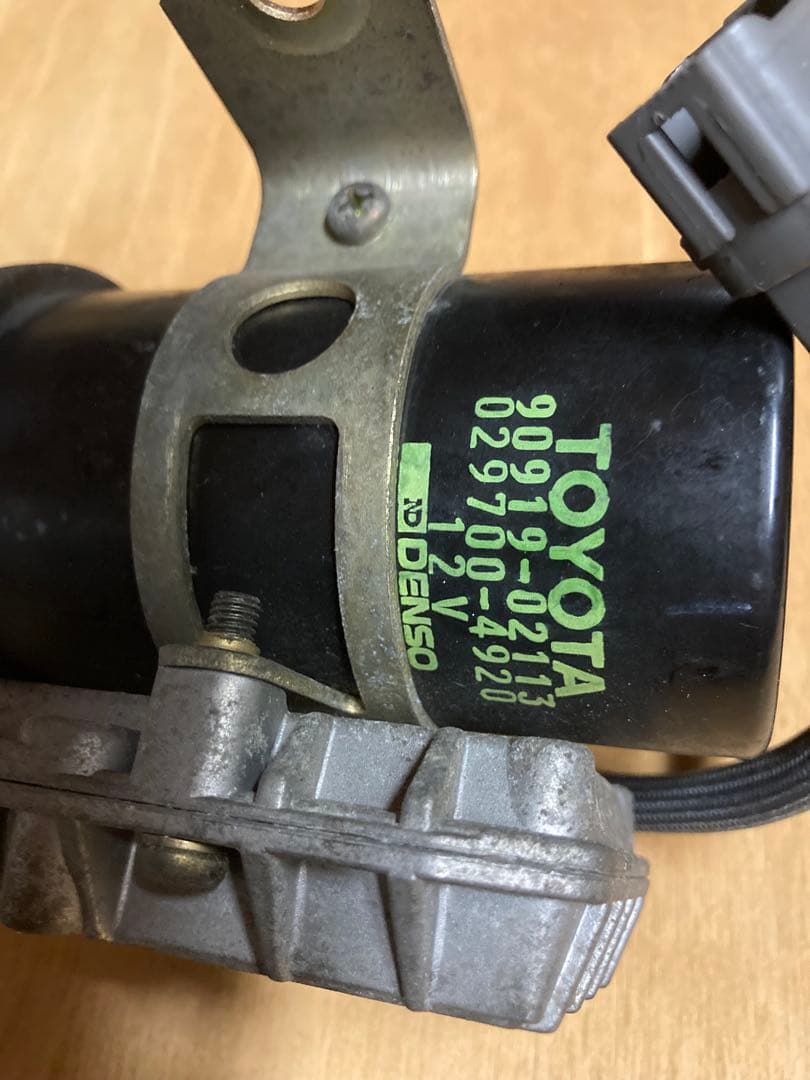 TOYOTA
90919-02113
029700-4920
12V
ND DENSO